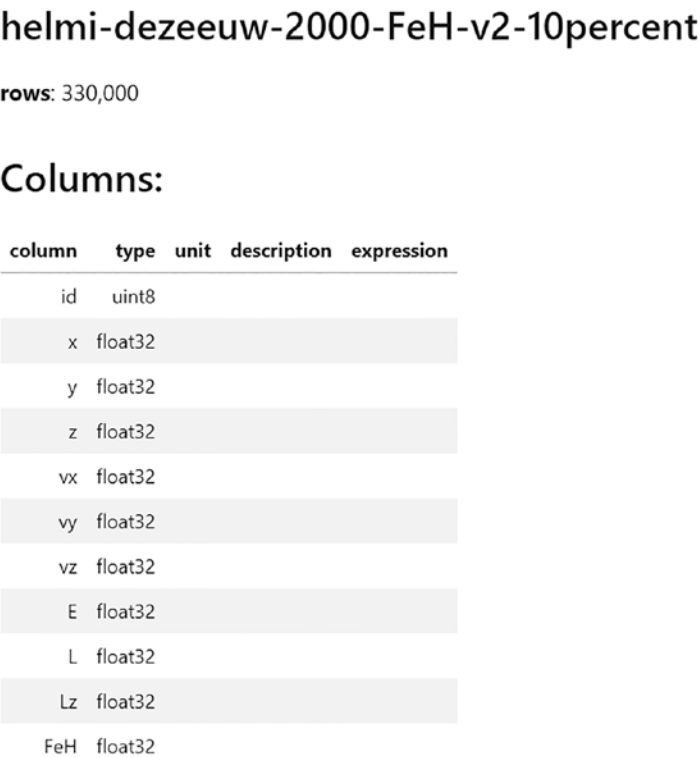 helmi-dezeeuw-2000-FeH-v2-10percent
rows: 330,000
Columns:
column type unit description expression
id uint8
x float32
y float32
z float32
vx float32
vy float32
vz float32
E float32
L float32
Lz float32
FeH float32